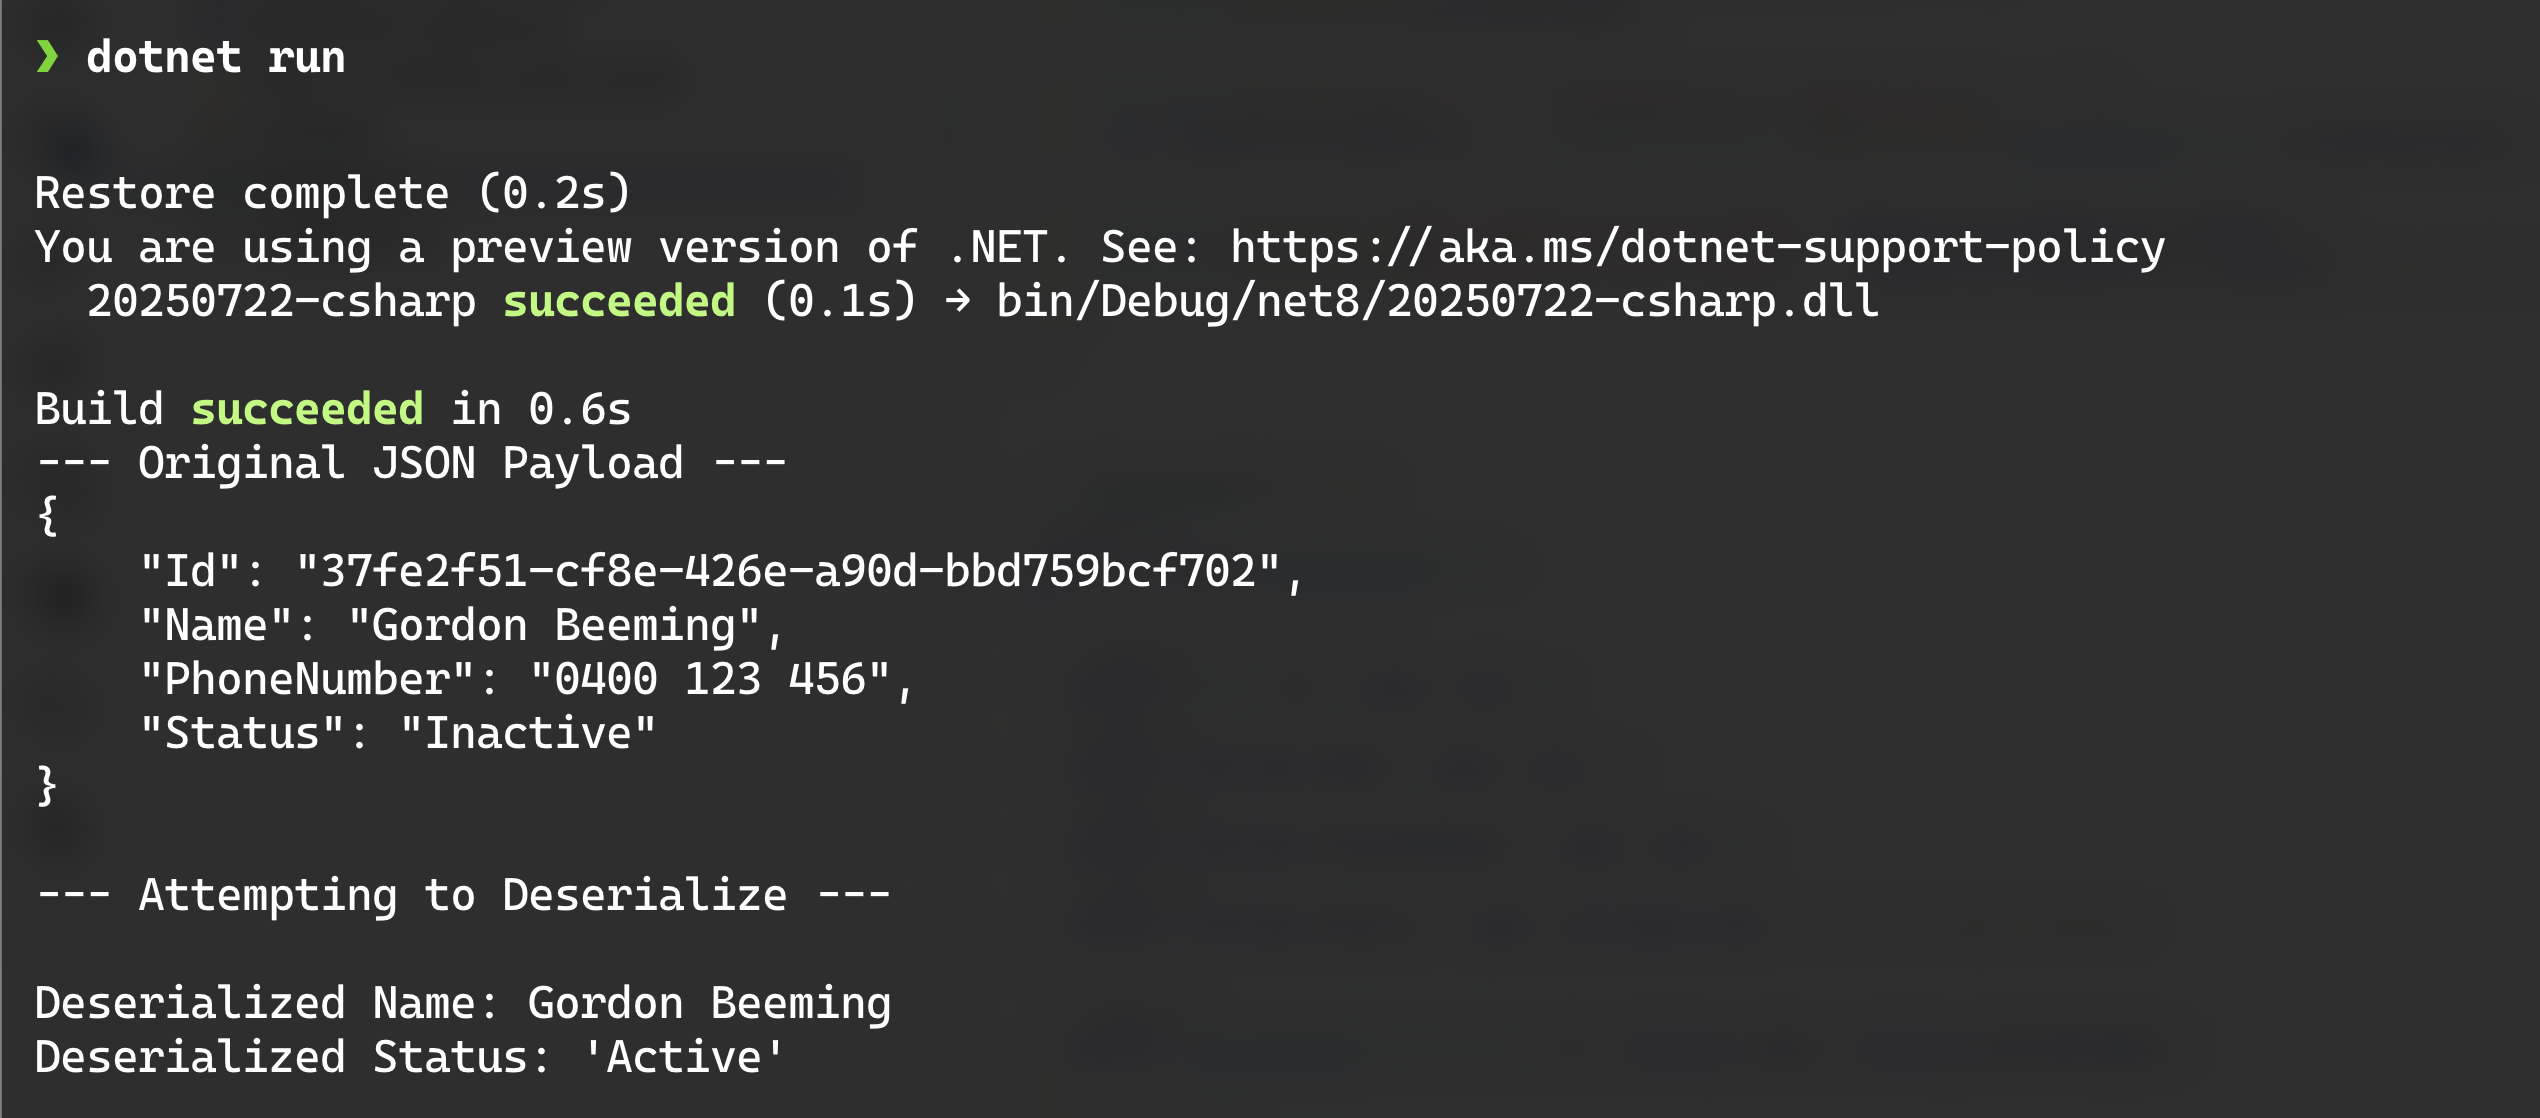 ❯ dotnet run
Restore complete (0.2s)
You are using a preview version of .NET. See: https://aka.ms/dotnet-support-policy
  20250722-csharp succeeded (0.1s) → bin/Debug/net8/20250722-csharp.dll
Build succeeded in 0.6s
--- Original JSON Payload ---
{
    "Id": "37fe2f51-cf8e-426e-a90d-bbd759bcf702",
    "Name": "Gordon Beeming",
    "PhoneNumber": "0400 123 456",
    "Status": "Inactive"
}
--- Attempting to Deserialize ---
Deserialized Name: Gordon Beeming
Deserialized Status: 'Active'